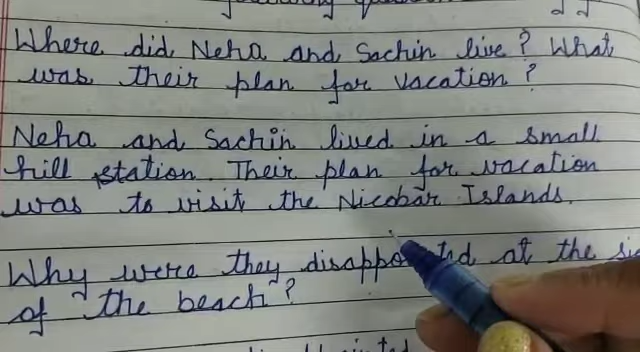 Where did Neha and Sachin live? What
was their plan for vacation?
Neha and Sachin lived in a small
hill station. Their plan for vacation
was to visit the Nicobar Islands.
Why were they disappointed at the
of the beach?